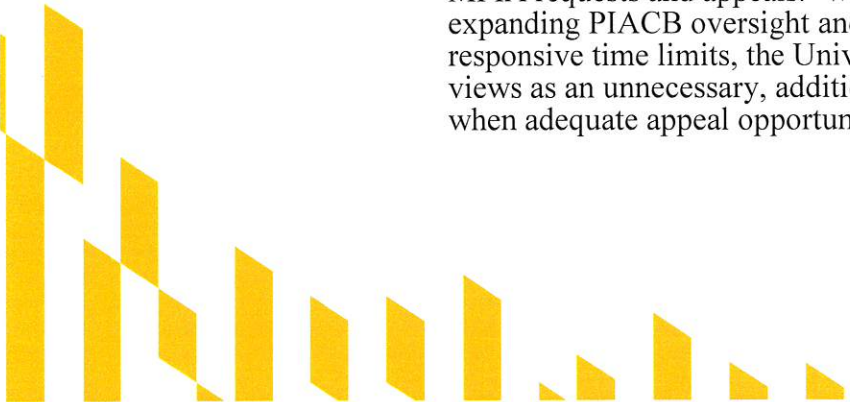 expanding PIACB oversight and
responsive time limits, the Univ
views as an unnecessary, additi
when adequate appeal opportun